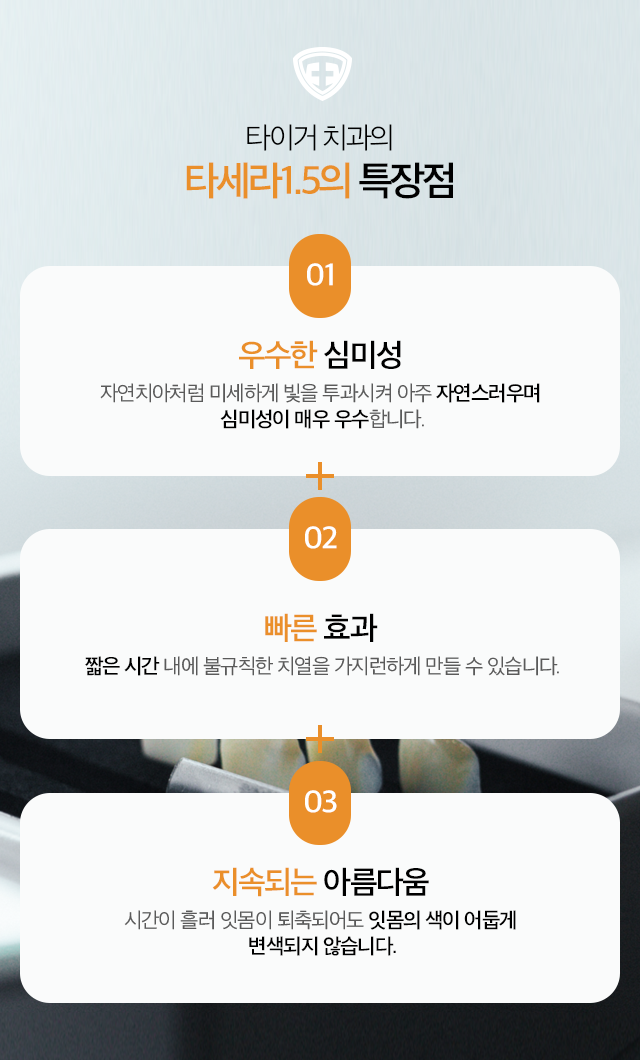 타이거 치과의
타세라1.5의 특장점
01
우수한 심미성
자연치아처럼 미세하게 빛을 투과시켜 아주 자연스러우며
심미성이 매우 우수합니다.
+
02
빠른 효과
짧은 시간 내에 불규칙한 치열을 가지런하게 만들 수 있습니다.
+
03
지속되는 아름다움
시간이 흘러 잇몸이 퇴축되어도 잇몸의 색이 어둡게
변색되지 않습니다.